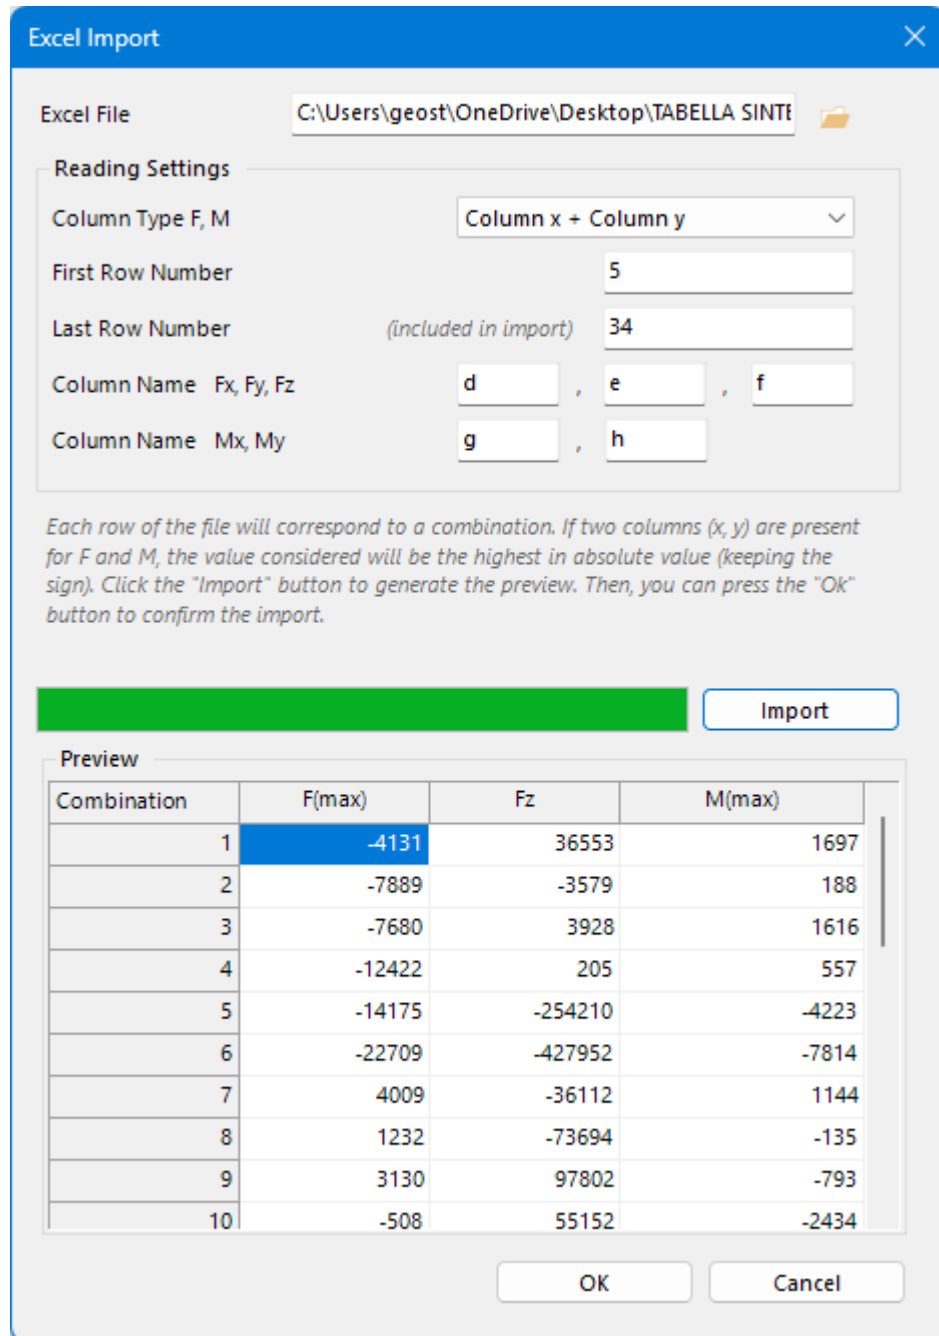 Excel Import
Excel File C:\Users\geost\OneDrive\Desktop\TABELLA SINTE
Reading Settings
Column Type F, M Column x + Column y
First Row Number 5
Last Row Number (included in import) 34
Column Name Fx, Fy, Fz d , e , f
Column Name Mx, My g , h
Each row of the file will correspond to a combination. If two columns (x, y) are present
for F and M, the value considered will be the highest in absolute value (keeping the
sign). Click the "Import" button to generate the preview. Then, you can press the "Ok"
button to confirm the import.
Import
Preview
Combination F(max) Fz M(max)
1 -4131 36553 1697
2 -7889 -3579 188
3 -7680 3928 1616
4 -12422 205 557
5 -14175 -254210 -4223
6 -22709 -427952 -7814
7 4009 -36112 1144
8 1232 -73694 -135
9 3130 97802 -793
10 -508 55152 -2434
OK Cancel